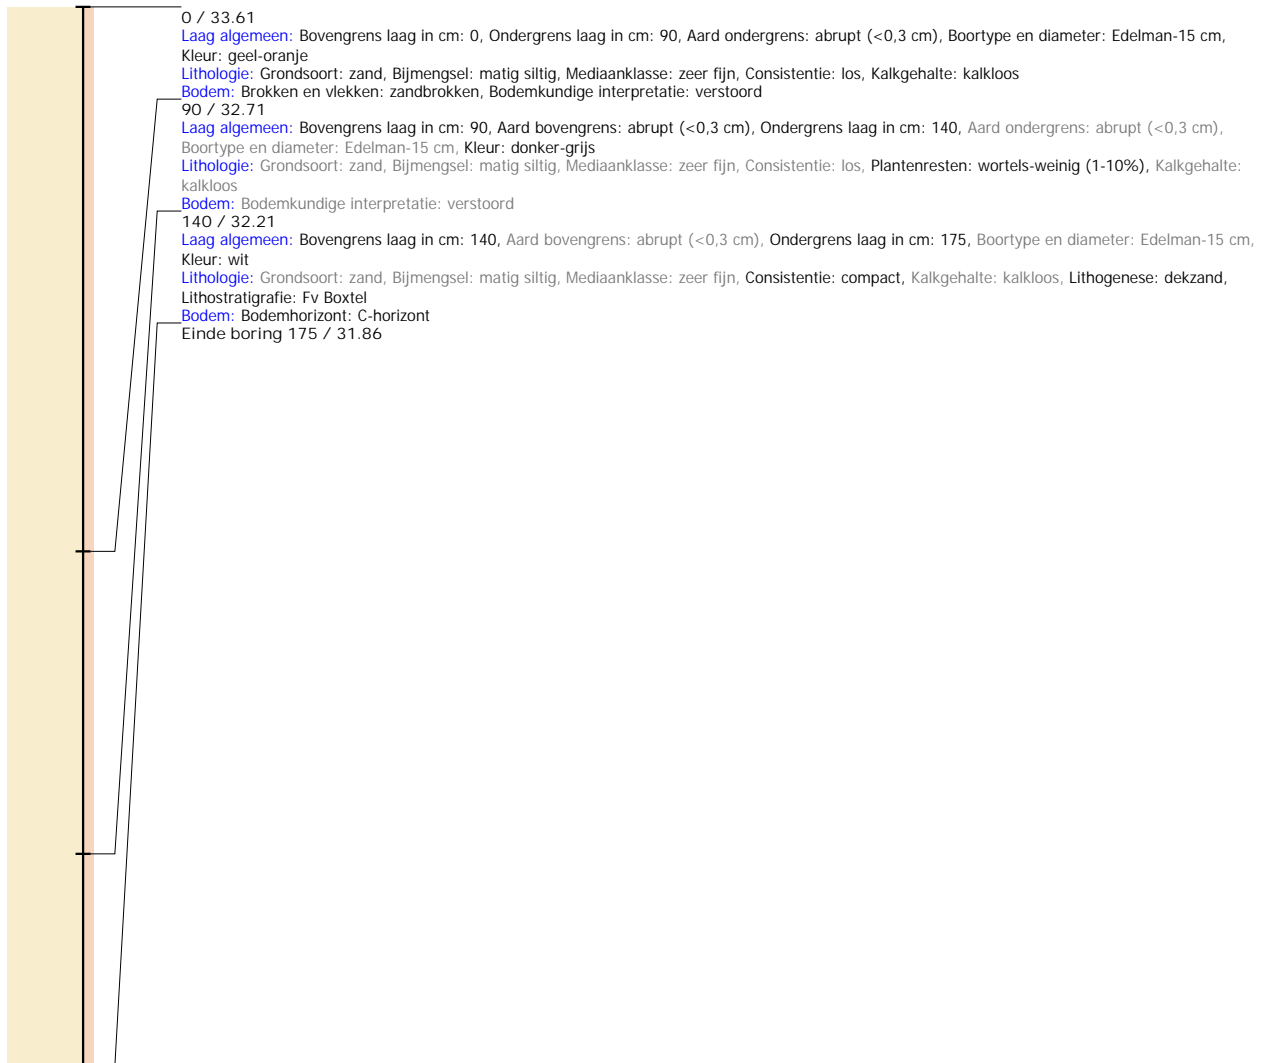 0 / 33.61
Laag algemeen: Bovengrens laag in cm: 0, Ondergrens laag in cm: 90, Aard ondergrens: abrupt (<0,3 cm), Boortype en diameter: Edelman-15 cm,
Kleur: geel-oranje
Lithologie: Grondsoort: zand, Bijmengsel: matig siltig, Mediaanklasse: zeer fijn, Consistentie: los, Kalkgehalte: kalkloos
Bodem: Brokken en vlekken: zandbrokken, Bodemkundige interpretatie: verstoord
90 / 32.71
Laag algemeen: Bovengrens laag in cm: 90, Aard bovengrens: abrupt (<0,3 cm), Ondergrens laag in cm: 140, Aard ondergrens: abrupt (<0,3 cm),
Boortype en diameter: Edelman-15 cm, Kleur: donker-grijs
Lithologie: Grondsoort: zand, Bijmengsel: matig siltig, Mediaanklasse: zeer fijn, Consistentie: los, Plantenresten: wortels-weinig (1-10%), Kalkgehalte:
kalkloos
Bodem: Bodemkundige interpretatie: verstoord
140 / 32.21
Laag algemeen: Bovengrens laag in cm: 140, Aard bovengrens: abrupt (<0,3 cm), Ondergrens laag in cm: 175, Boortype en diameter: Edelman-15 cm,
Kleur: wit
Lithologie: Grondsoort: zand, Bijmengsel: matig siltig, Mediaanklasse: zeer fijn, Consistentie: compact, Kalkgehalte: kalkloos, Lithogenese: dekzand,
Lithostratigrafie: Fv Boxtel
Bodem: Bodemhorizont: C-horizont
Einde boring 175 / 31.86